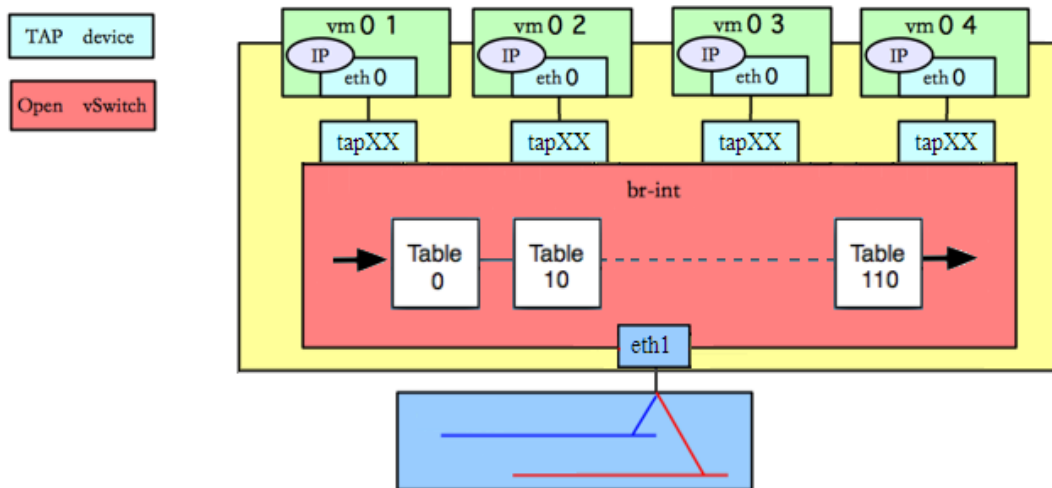 TAP device
Open vSwitch
vm01
IP
eth0
vm02
IP
eth0
vm03
IP
eth0
vm04
IP
eth0
tapXX
tapXX
tapXX
tapXX
br-int
Table
0
Table
10
Table
110
eth1